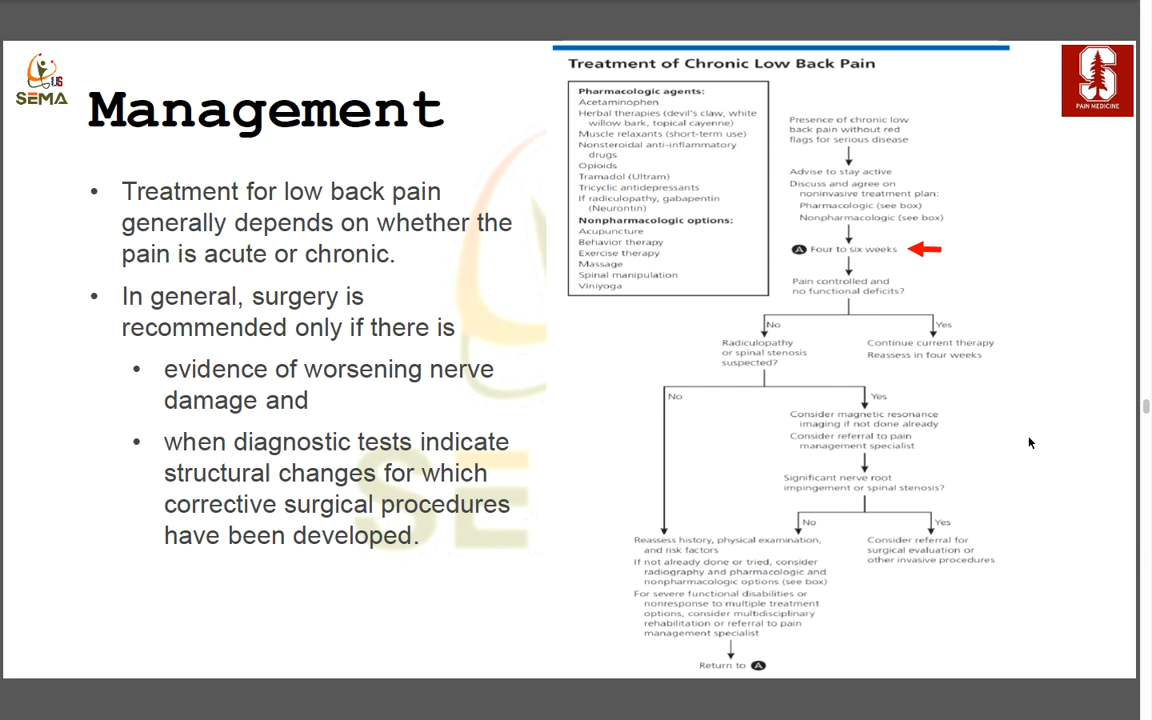 US
SEMA
Management
• Treatment for low back pain
generally depends on whether the
pain is acute or chronic.
• In general, surgery is
recommended only if there is
• evidence of worsening nerve
damage and
• when diagnostic tests indicate
structural changes for which
corrective surgical procedures
have been developed.
SE
Treatment of Chronic Low Back Pain
Pharmacologic agents:
Acetaminophen
Herbal therapies (devil's claw, white
willow bark, topical cayenne)
Muscle relaxants (short-term use)
Nonsteroidal anti-inflammatory
drugs
Opioids
Tramadol (Ultram)
Tricyclic antidepressants
If radiculopathy, gabapentin
(Neurontin)
Nonpharmacologic options:
Acupuncture
Behavior therapy
Exercise therapy
Massage
Spinal manipulation
Viniyoga
Presence of chronic low
back pain without red
flags for serious disease
Advise to stay active
Discuss and agree on
noninvasive treatment plan:
Pharmacologic (see box)
Nonpharmacologic (see box)
A Four to six weeks
Pain controlled and
no functional deficits?
No
Yes
Radiculopathy
or spinal stenosis
suspected?
Continue current therapy
Reassess in four weeks
No
Yes
Consider magnetic resonance
imaging if not done already
Consider referral to pain
management specialist
Significant nerve root
impingement or spinal stenosis?
No
Yes
Reassess history, physical examination,
and risk factors
If not already done or tried, consider
radiography and pharmacologic and
nonpharmacologic options (see box)
For severe functional disabilities or
nonresponse to multiple treatment
options, consider multidisciplinary
rehabilitation or referral to pain
management specialist
Consider referral for
surgical evaluation or
other invasive procedures
Return to A
S
PAIN MEDICINE